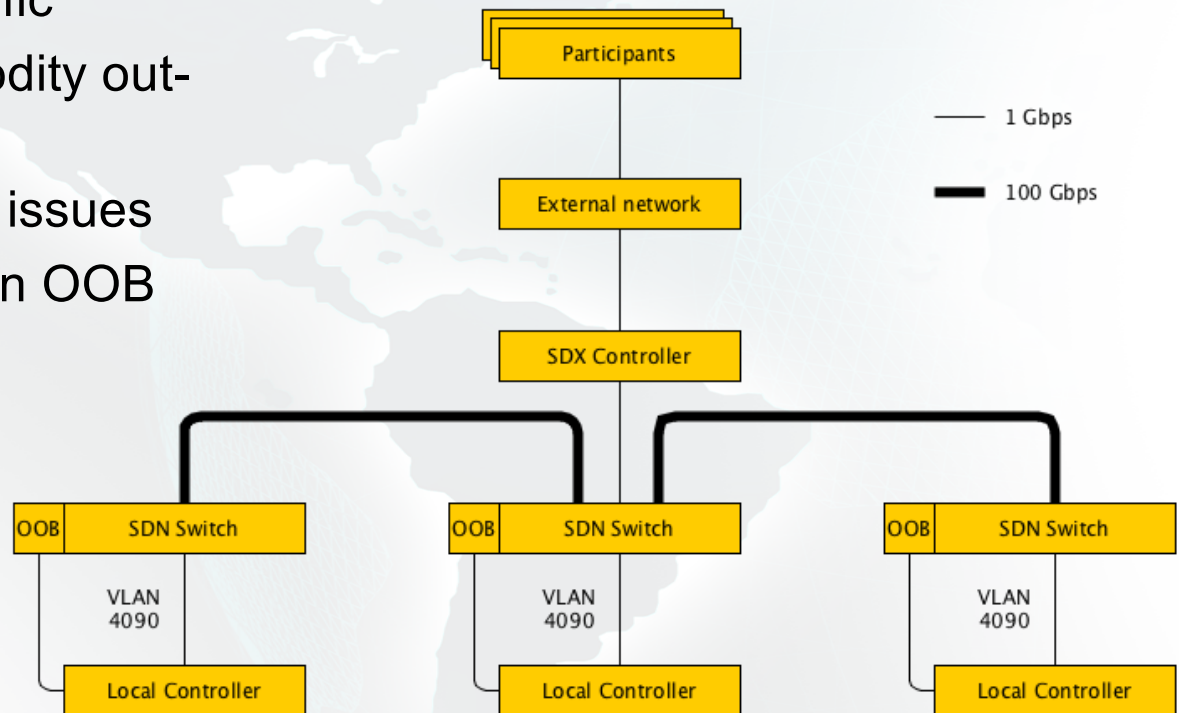 odity out-
issues
n OOB
Participants
1 Gbps
External network
100 Gbps
SDX Controller
OOB SDN Switch
OOB SDN Switch
OOB SDN Switch
VLAN
4090
VLAN
4090
VLAN
4090
Local Controller
Local Controller
Local Controller